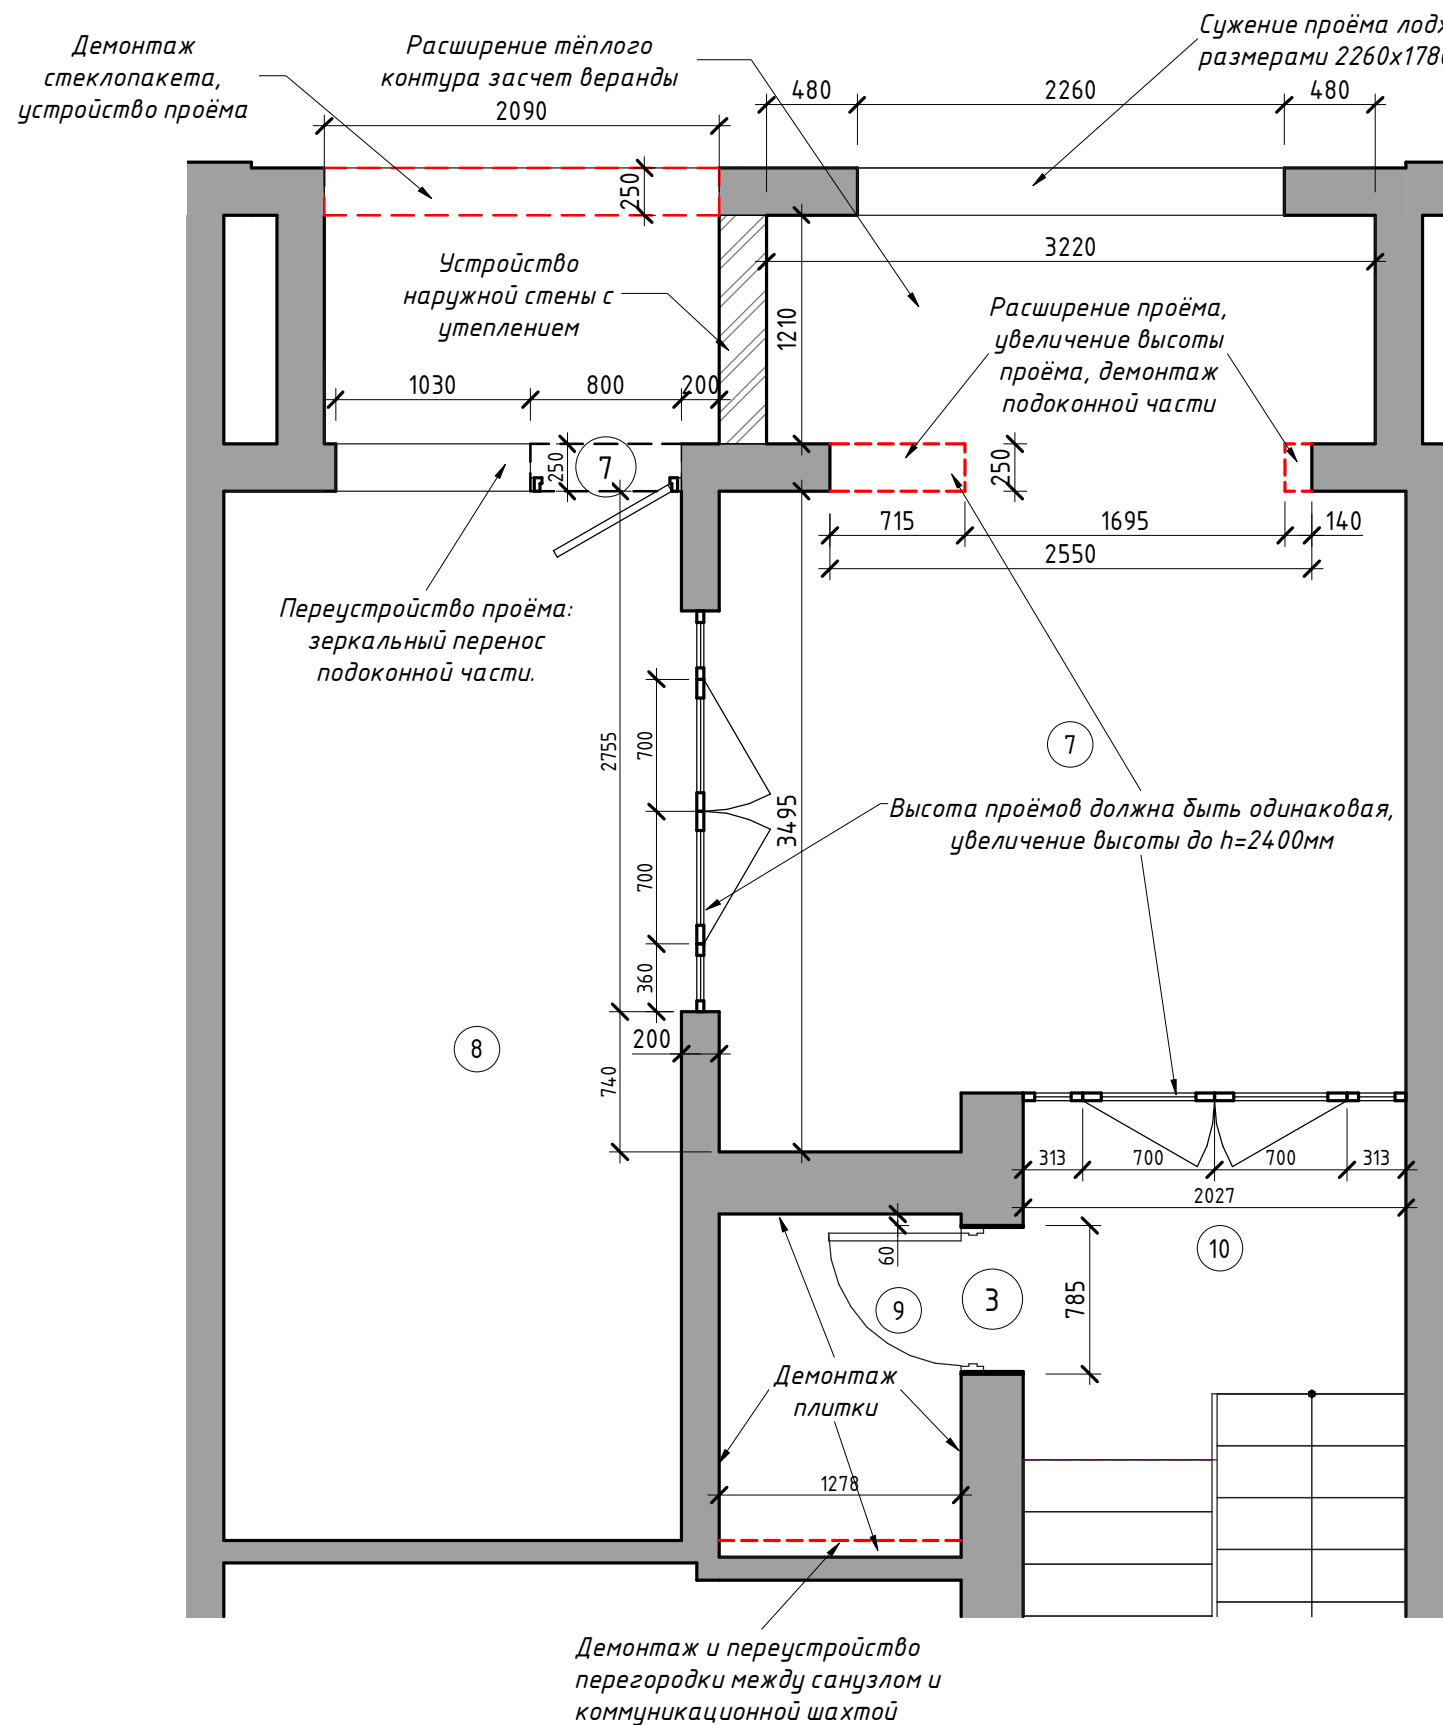 Демонтаж
стеклопакета,
устройство проёма
Расширение тёплого
контура засчет веранды
2090
480
2260
480
Сужение проёма
размерами
250
Устройство
наружной стены с
утеплением
3220
1210
Расширение проёма,
увеличение высоты
проёма, демонтаж
подоконной части
1030
800
200
250
7
250
715
1695
140
2550
Переустройство проёма:
зеркальный перенос
подоконной части.
2755
700
700
360
3495
7
Высота проёмов должна быть одинаковая,
увеличение высоты до h=2400мм
8
200
740
313
700
700
313
2027
60
9
3
785
10
Демонтаж
плитки
1278
Демонтаж и переустройство
перегородки между санузлом и
коммуникационной шахтой